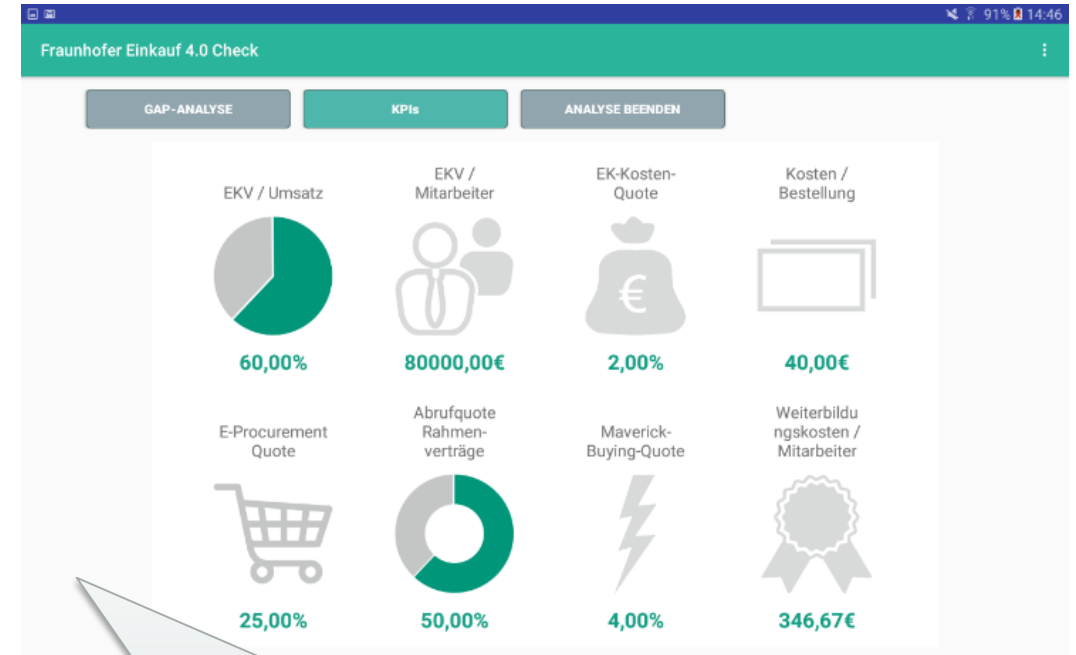 91% 14:46
Fraunhofer Einkauf 4.0 Check
GAP-ANALYSE
KPIs
ANALYSE BEENDEN
EKV / Umsatz
EKV /
Mitarbeiter
EK-Kosten-
Quote
Kosten /
Bestellung
€
60,00%
80000,00€
2,00%
40,00€
E-Procurement
Quote
Abrufquote
Rahmen-
verträge
Maverick-
Buying-Quote
Weiterbildu
ngskosten /
Mitarbeiter
25,00%
50,00%
4,00%
346,67€